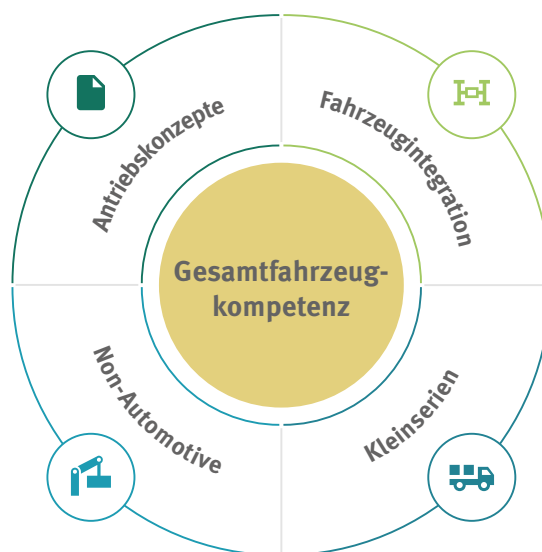 Antriebskonzepte
Fahrzeugintegration
Gesamtfahrzeug-
kompetenz
Non-Automotive
Kleinserien